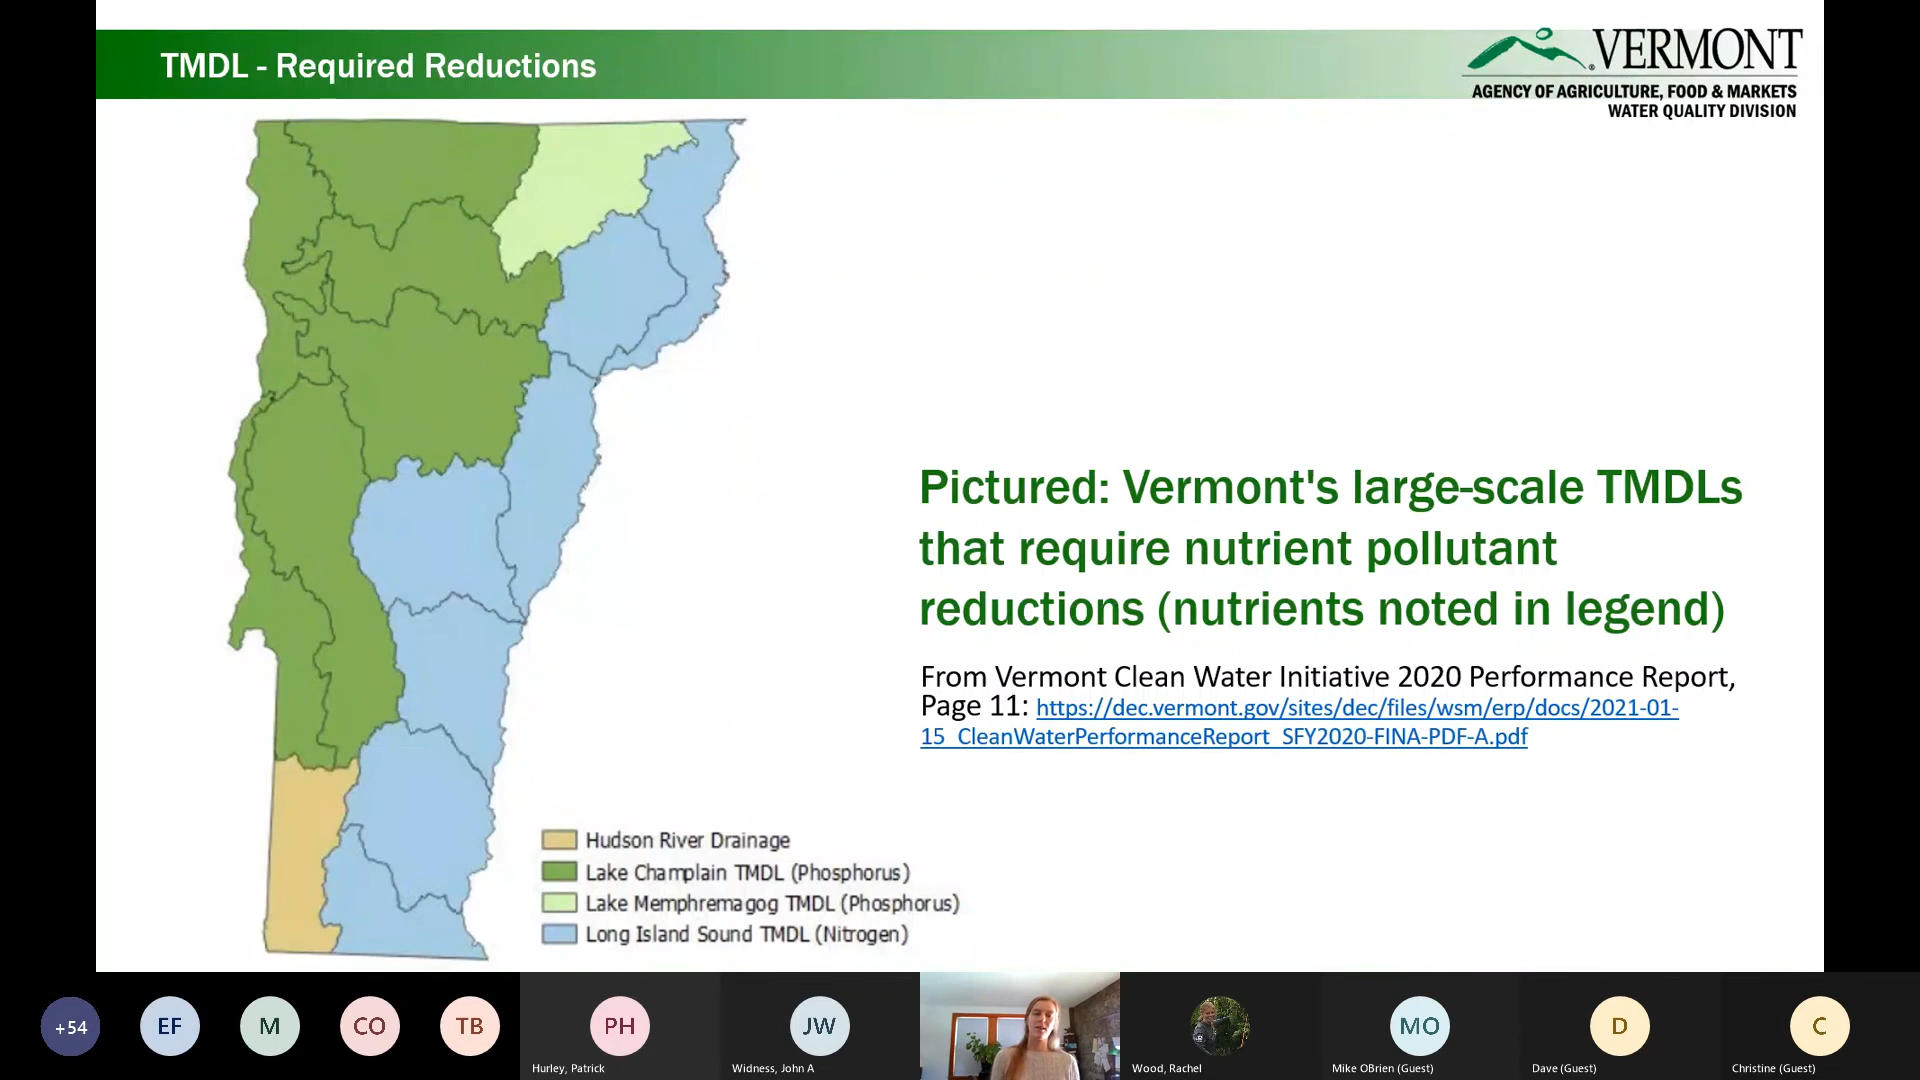 TMDL - Required Reductions
VERMONT
AGENCY OF AGRICULTURE, FOOD & MARKETS
WATER QUALITY DIVISION
Pictured: Vermont's large-scale TMDLs
that require nutrient pollutant
reductions (nutrients noted in legend)
From Vermont Clean Water Initiative 2020 Performance Report,
Page 11: https://dec.vermont.gov/sites/dec/files/wsm/erp/docs/2021-01-
15_CleanWaterPerformanceReport_SFY2020-FINA-PDF-A.pdf
Hudson River Drainage
Lake Champlain TMDL (Phosphorus)
Lake Memphremagog TMDL (Phosphorus)
Long Island Sound TMDL (Nitrogen)
+54
EF
M
CO
TB
PH
JW
MO
D
C
Hurley, Patrick
Widness, John A
Wood, Rachel
Mike OBrien (Guest)
Dave (Guest)
Christine (Guest)